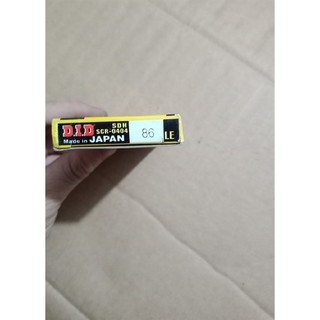 D.I.D SDH
SCR-0404
Made in JAPAN 86 LE